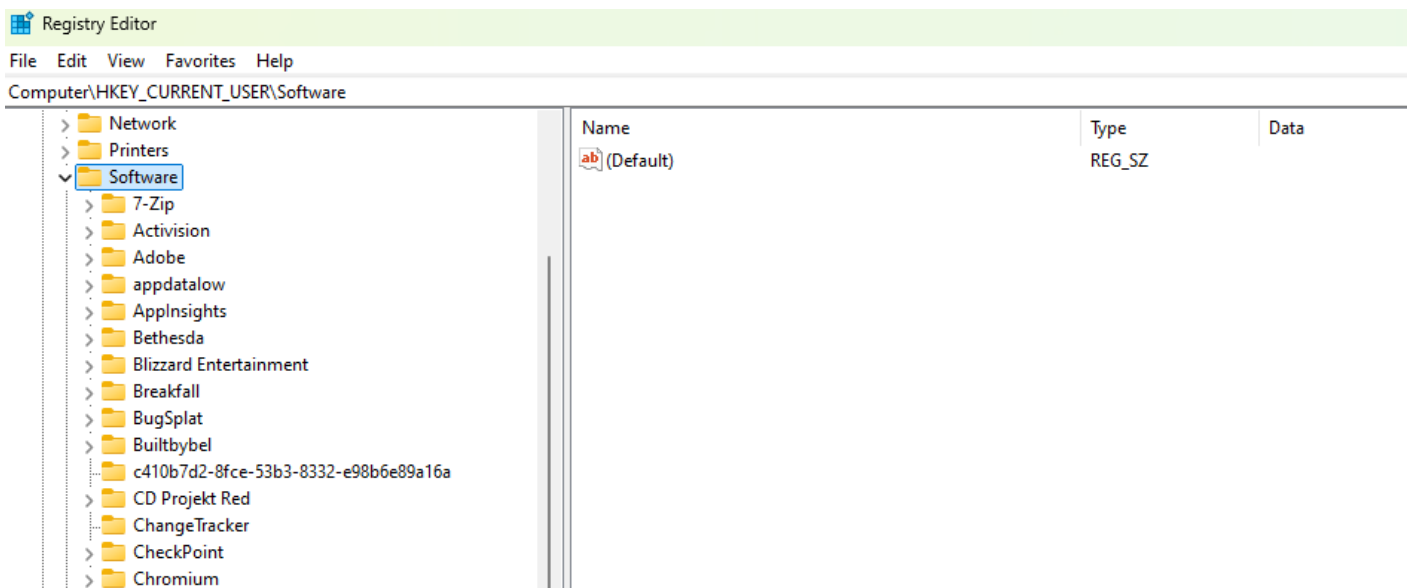 Registry Editor
File Edit View Favorites Help
Computer\HKEY_CURRENT_USER\Software
Network
Printers
Software
7-Zip
Activision
Adobe
appdatalow
AppInsights
Bethesda
Blizzard Entertainment
Breakfall
BugSplat
Builtbybel
c410b7d2-8fce-53b3-8332-e98b6e89a16a
CD Projekt Red
ChangeTracker
CheckPoint
Chromium
Name Type Data
ab (Default) REG_SZ